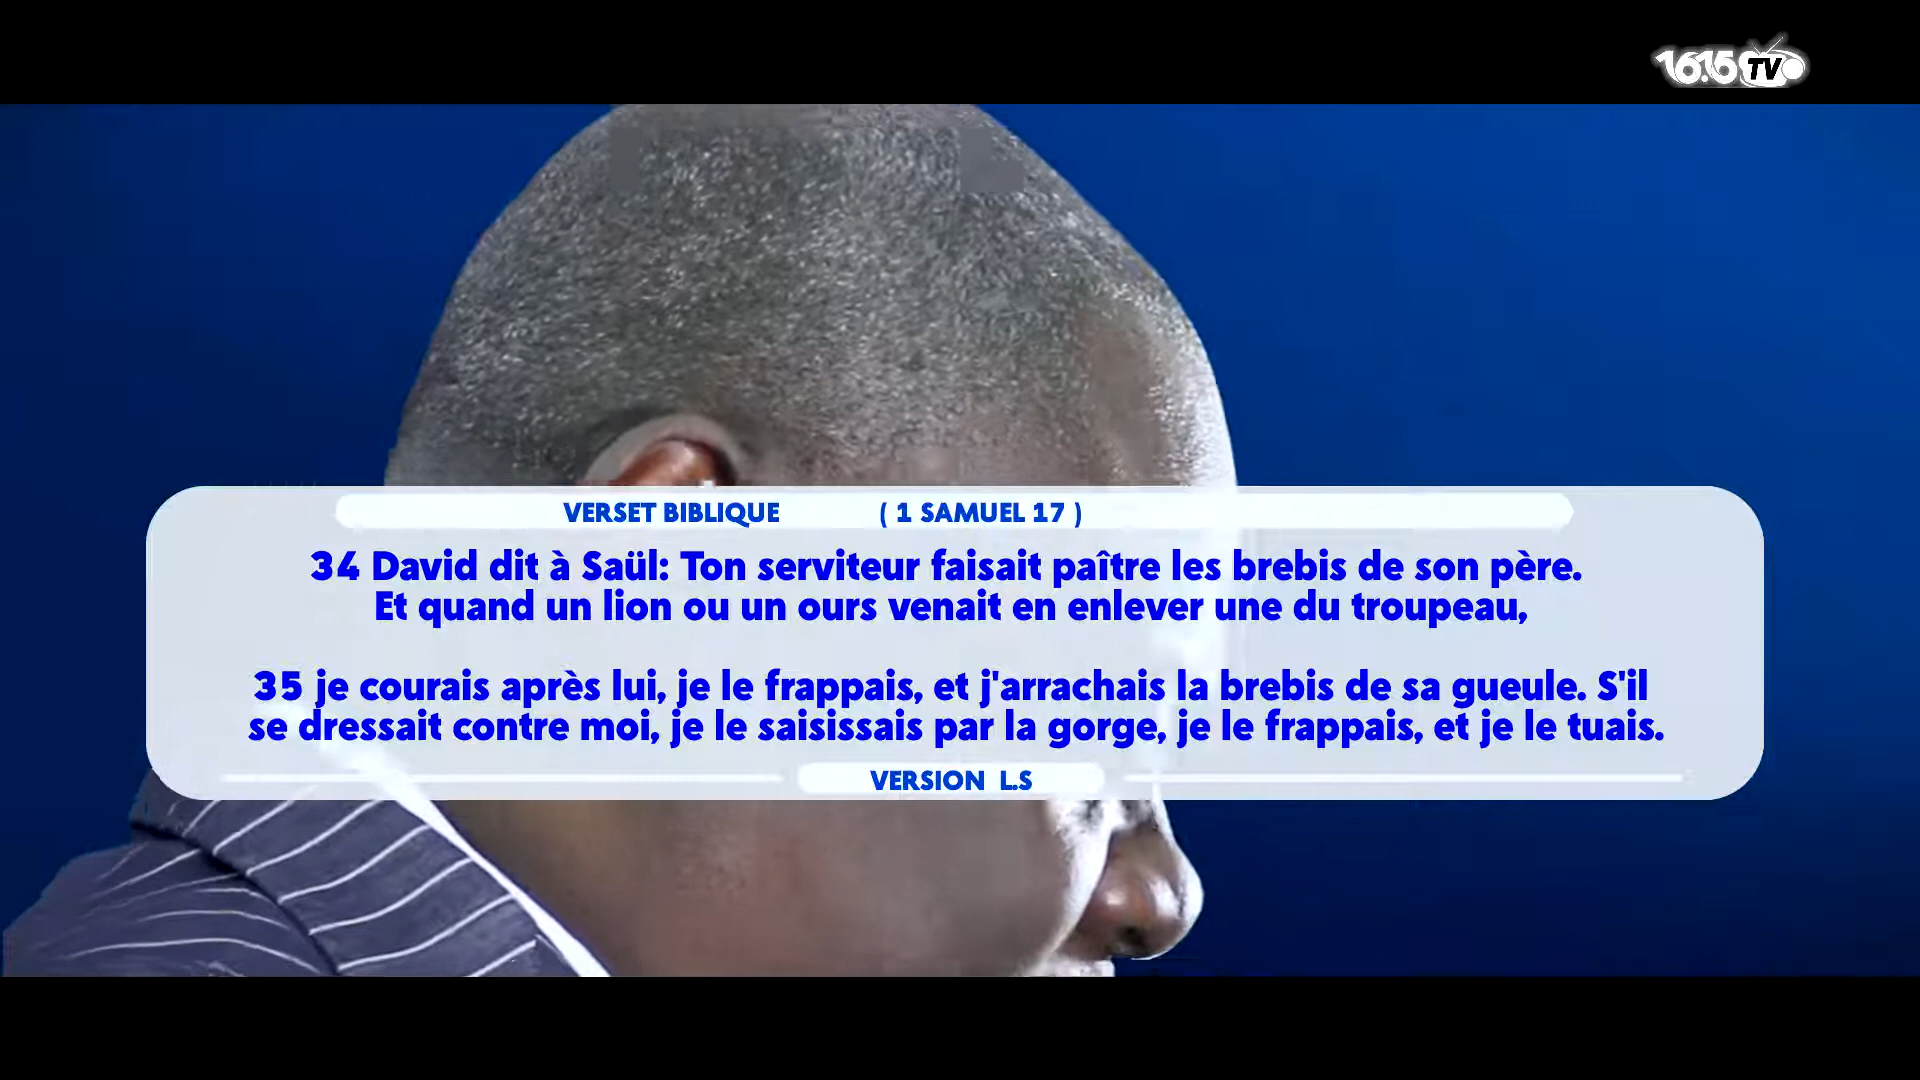 16.15 TV
VERSET BIBLIQUE ( 1 SAMUEL 17 )
34 David dit à Saül: Ton serviteur faisait paître les brebis de son père.
Et quand un lion ou un ours venait en enlever une du troupeau,
35 je courais après lui, je le frappais, et j'arrachais la brebis de sa gueule. S'il
se dressait contre moi, je le saisissais par la gorge, je le frappais, et je le tuais.
VERSION L.S